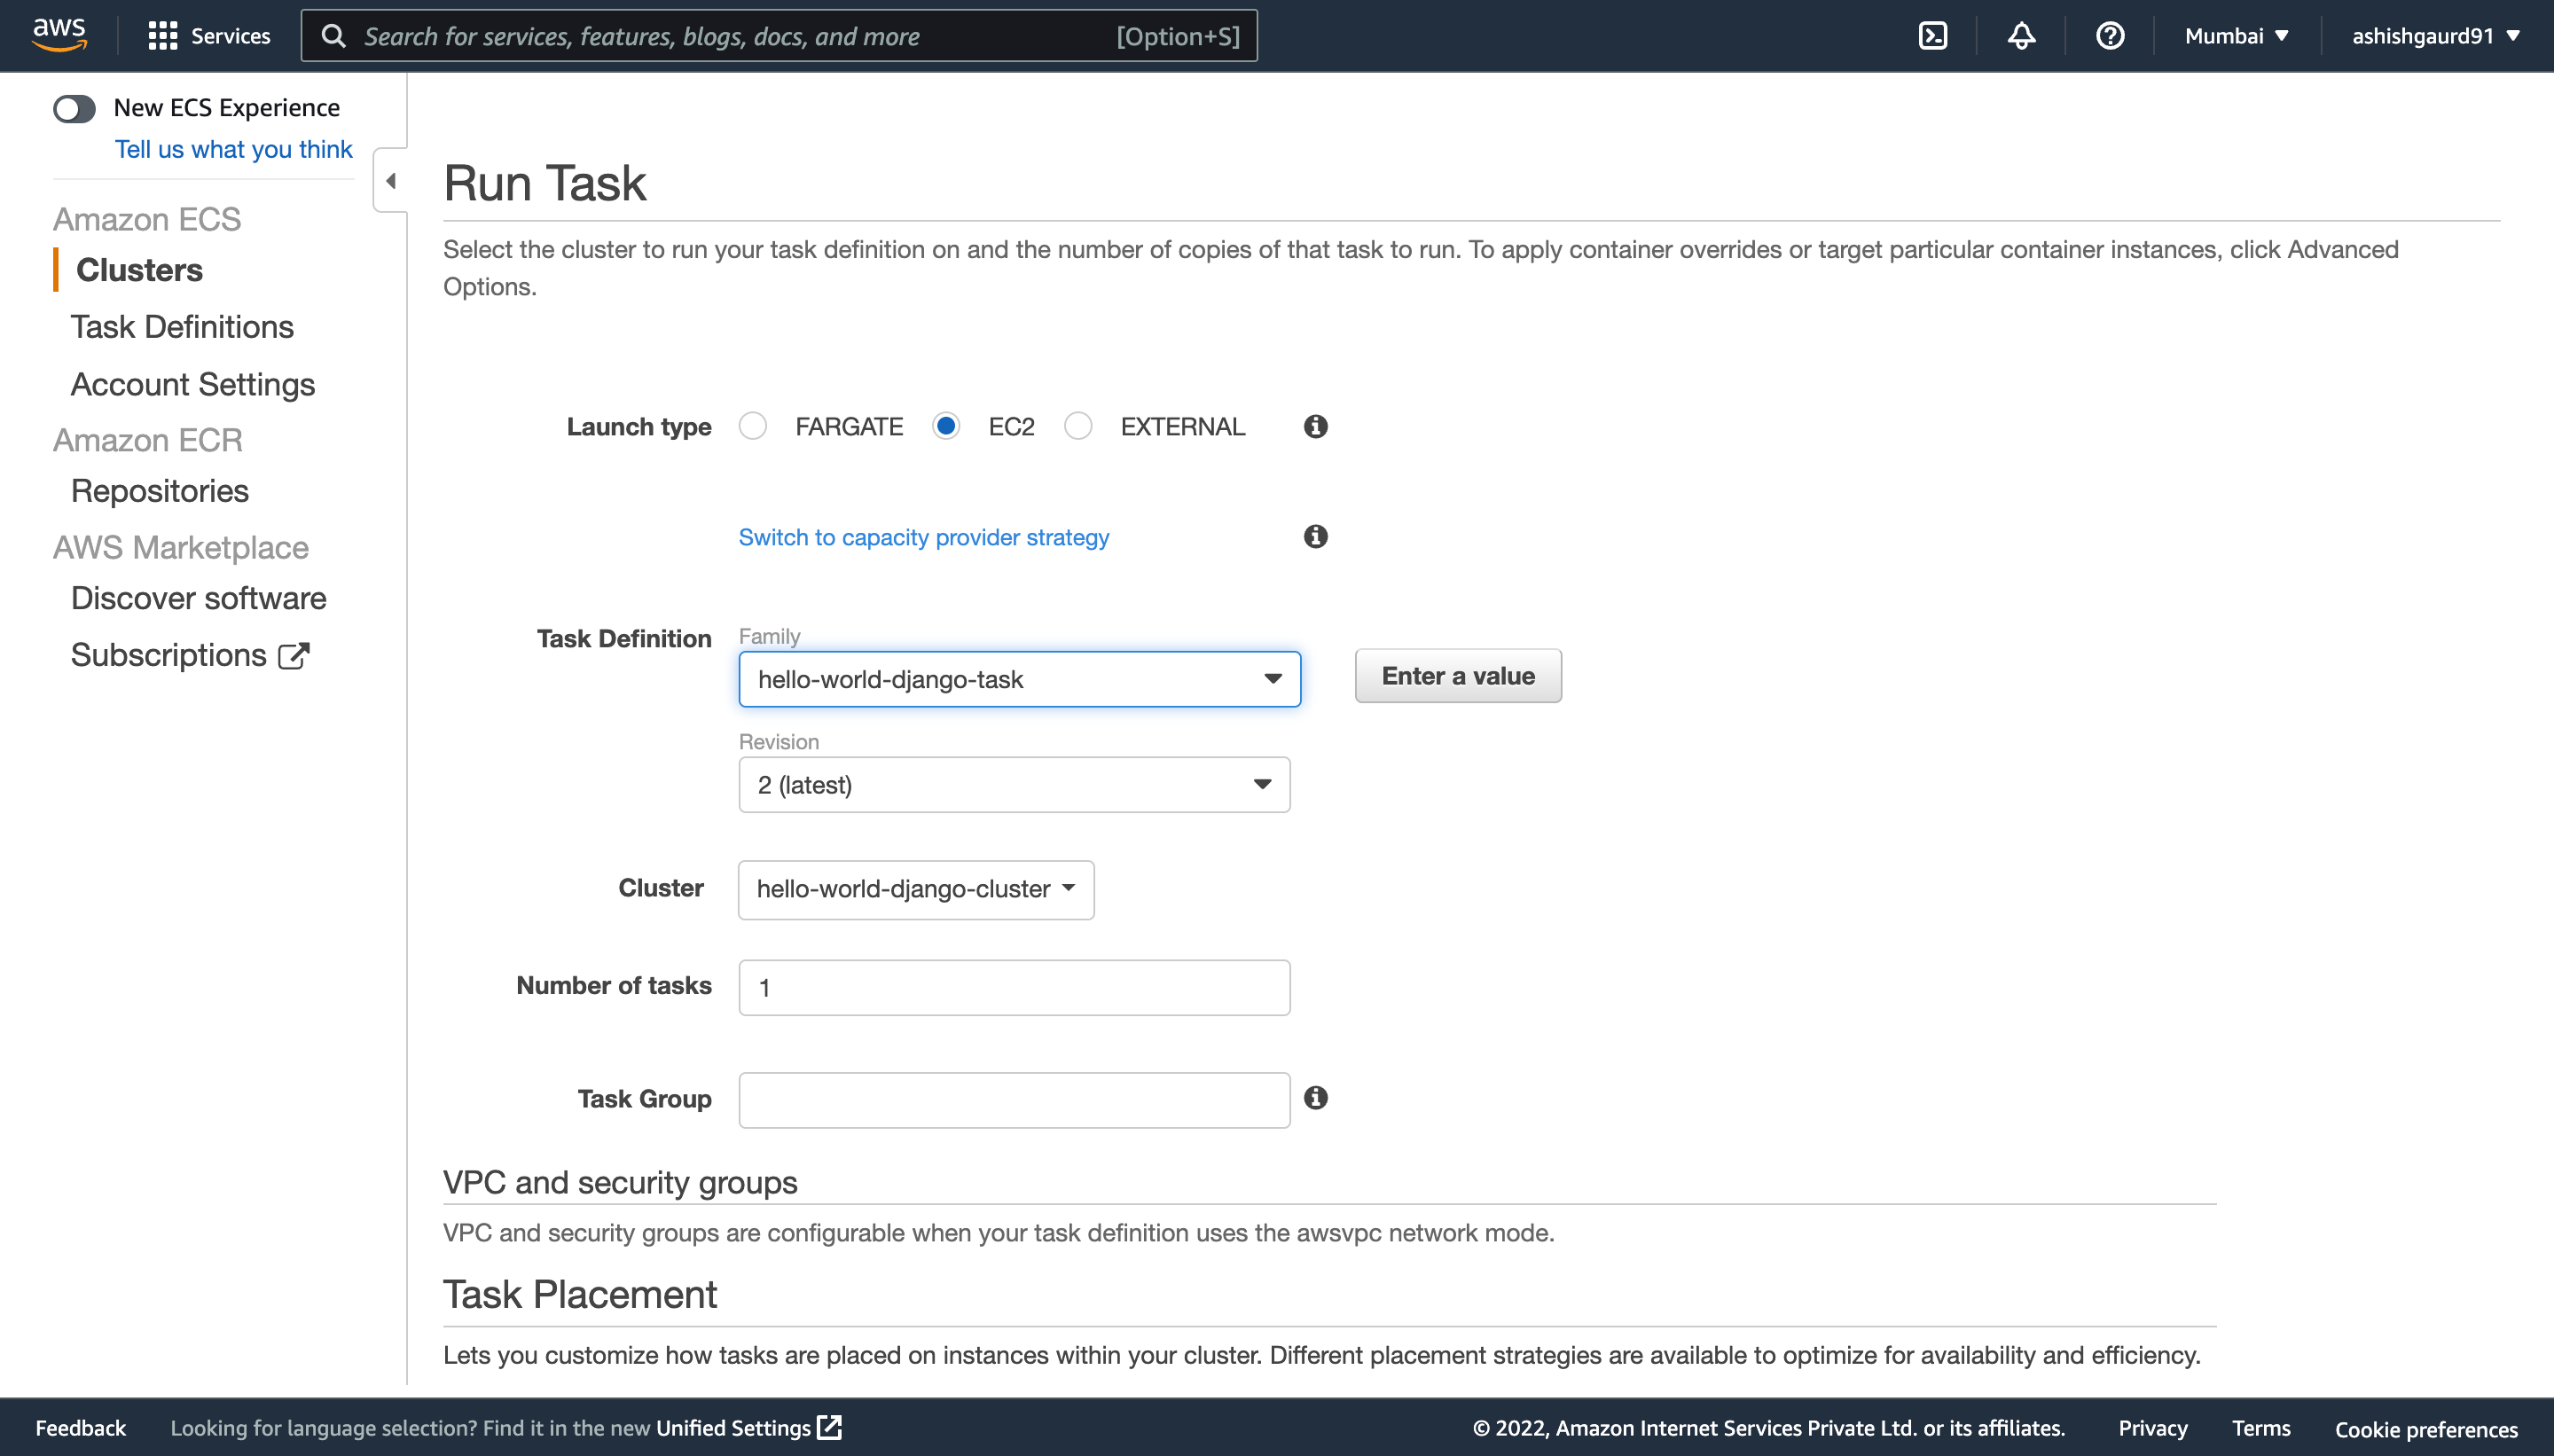 aws
Services
Search for services, features, blogs, docs, and more
[Option+S]
Mumbai ▼
ashishgaurd91 ▼
New ECS Experience
Tell us what you think
Amazon ECS
Clusters
Task Definitions
Account Settings
Amazon ECR
Repositories
AWS Marketplace
Discover software
Subscriptions
Run Task
Select the cluster to run your task definition on and the number of copies of that task to run. To apply container overrides or target particular container instances, click Advanced
Options.
Launch type
FARGATE
EC2
EXTERNAL
Switch to capacity provider strategy
Task Definition
Family
hello-world-django-task
Enter a value
Revision
2 (latest)
Cluster
hello-world-django-cluster
Number of tasks
1
Task Group
VPC and security groups
VPC and security groups are configurable when your task definition uses the awsvpc network mode.
Task Placement
Lets you customize how tasks are placed on instances within your cluster. Different placement strategies are available to optimize for availability and efficiency.
Feedback
Looking for language selection? Find it in the new Unified Settings
© 2022, Amazon Internet Services Private Ltd. or its affiliates.
Privacy
Terms
Cookie preferences